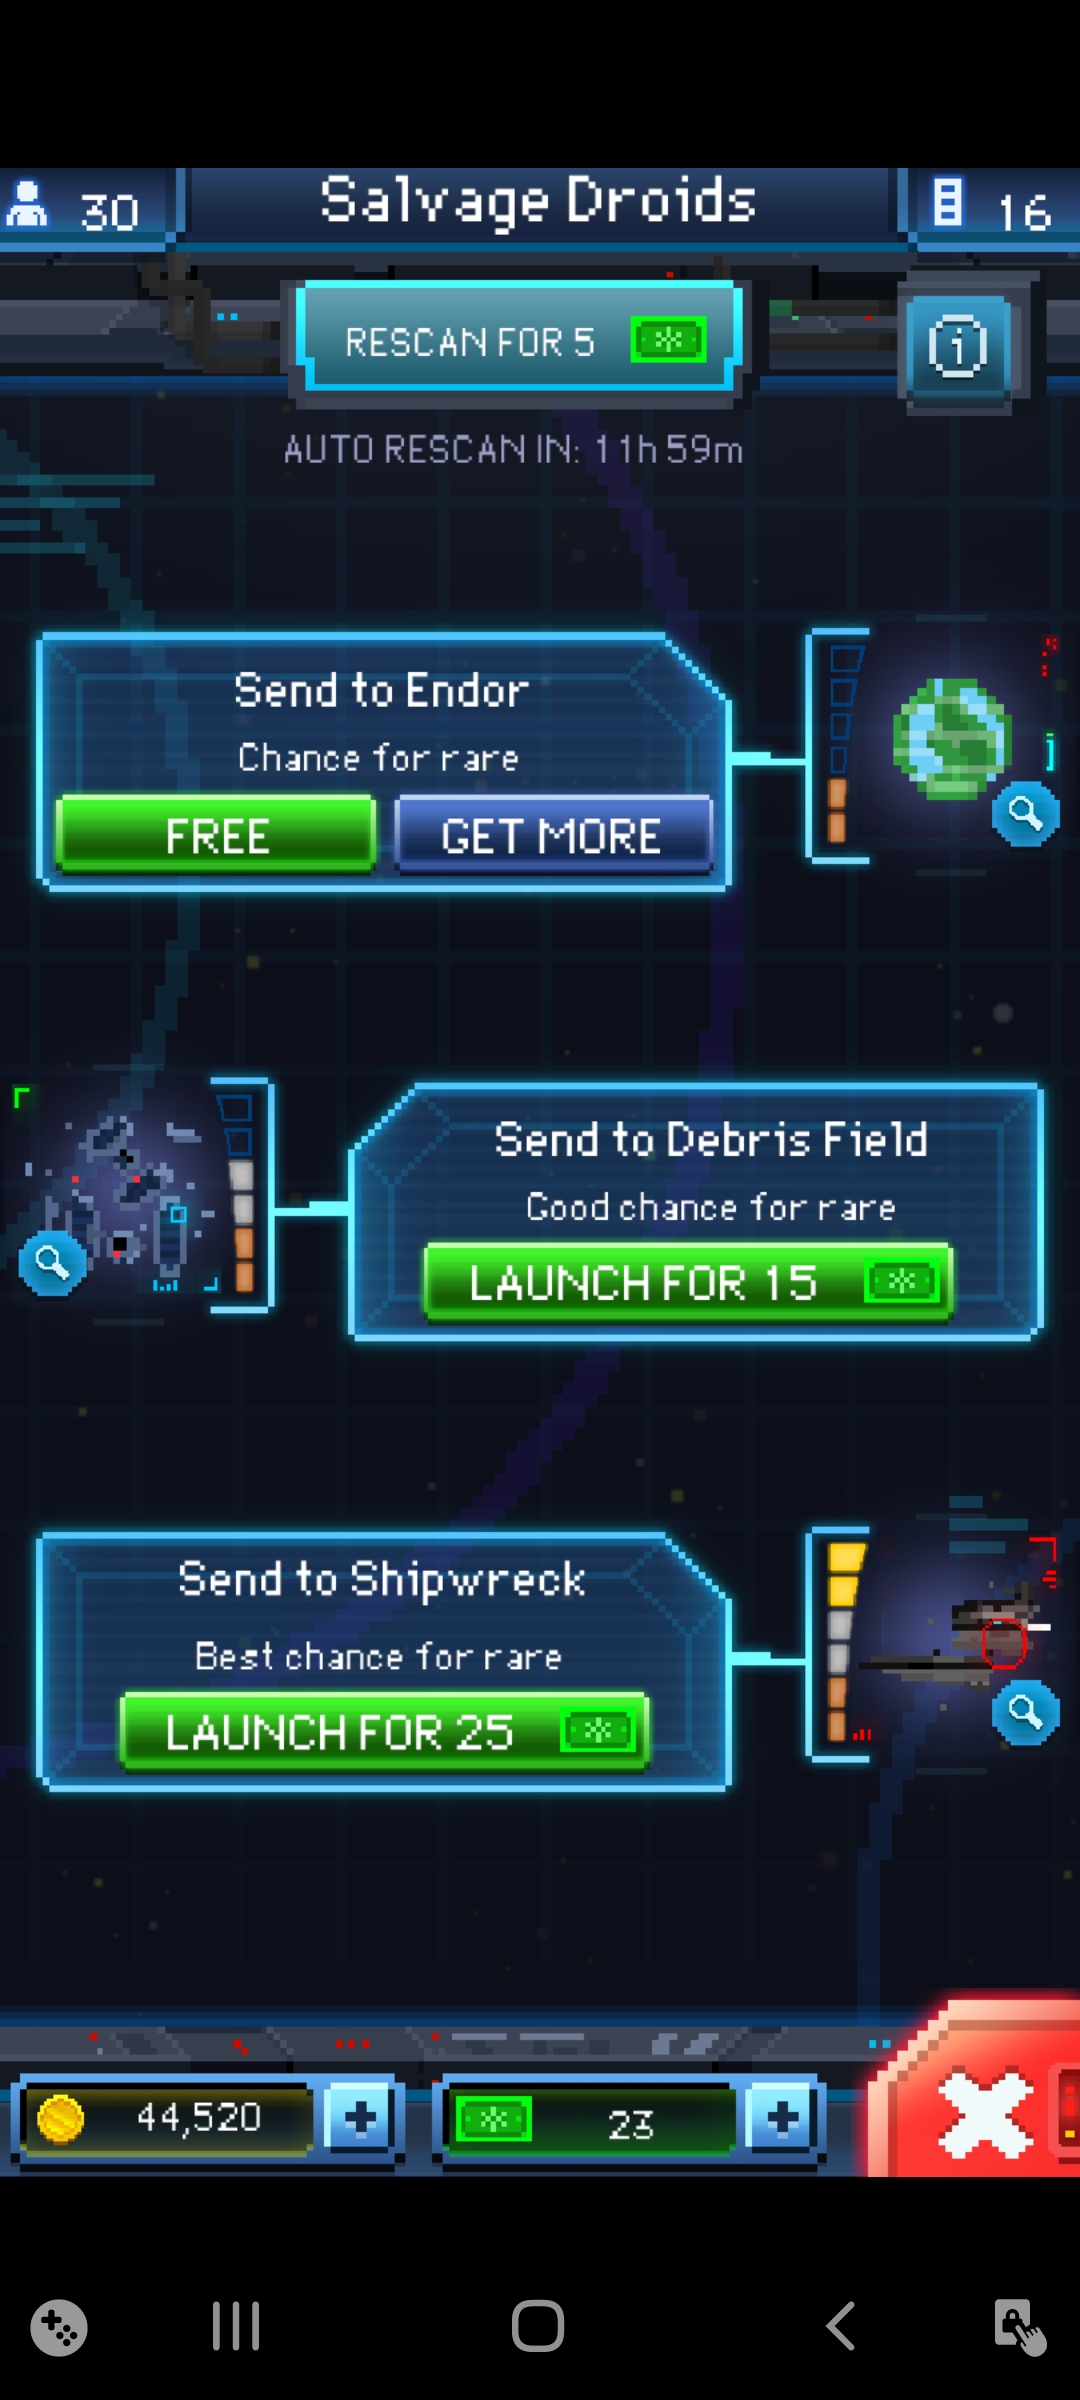 30
Salvage Droids
16
RESCAN FOR 5
AUTO RESCAN IN: 11h 59m
Send to Endor
Chance for rare
FREE
GET MORE
Send to Debris Field
Good chance for rare
LAUNCH FOR 15
Send to Shipwreck
Best chance for rare
LAUNCH FOR 25
44,520
23